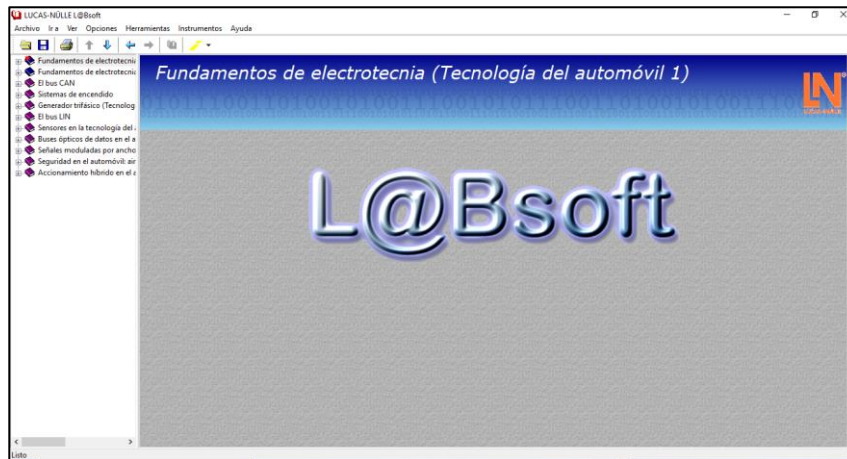 LUCAS-NÜLLE L@Bsoft
Archivo Ir a Ver Opciones Herramientas Instrumentos Ayuda
Fundamentos de electrotecnia
Fundamentos de electrotecnia
El bus CAN
Sistemas de encendido
Generador trifásico (Tecnolog
El bus LIN
Sensores en la tecnología del
Buses ópticos de datos en el a
Señales moduladas por ancho
Seguridad en el automóvil: air
Accionamiento híbrido en el a
Fundamentos de electrotecnia (Tecnología del automóvil 1)
LN
L@Bsoft
Listo